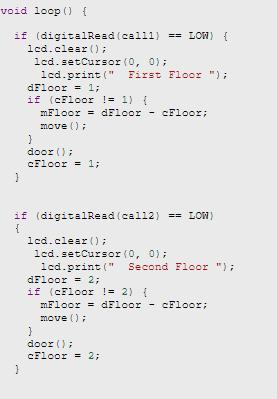 void loop() {
if (digitalRead(call1) == LOW) {
lcd.clear();
lcd.setCursor(0, 0);
lcd.print("  First Floor ");
dFloor = 1;
if (cFloor != 1) {
mFloor = dFloor - cFloor;
move();
}
door();
cFloor = 1;
}
if (digitalRead(call2) == LOW)
{
lcd.clear();
lcd.setCursor(0, 0);
lcd.print("  Second Floor ");
dFloor = 2;
if (cFloor != 2) {
mFloor = dFloor - cFloor;
move();
}
door();
cFloor = 2;
}